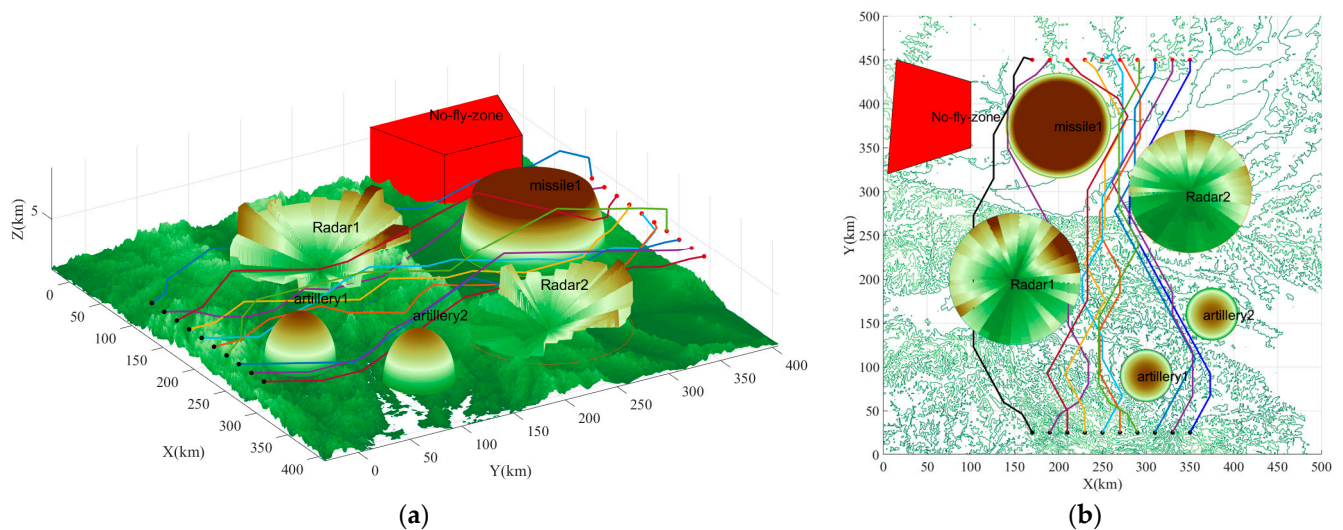 No-fly-zone
missile1
Radar1
Radar2
artillery1
artillery2
Z(km)
5
0
50
100
150
200
250
300
350
400
X(km)
0
50
100
150
200
250
300
350
400
Y(km)
(a)
500
450
400
350
300
250
200
150
100
50
0
Y(km)
No-fly-zone
missile1
Radar2
Radar1
artillery2
artillery1
0 50 100 150 200 250 300 350 400 450 500
X(km)
(b)